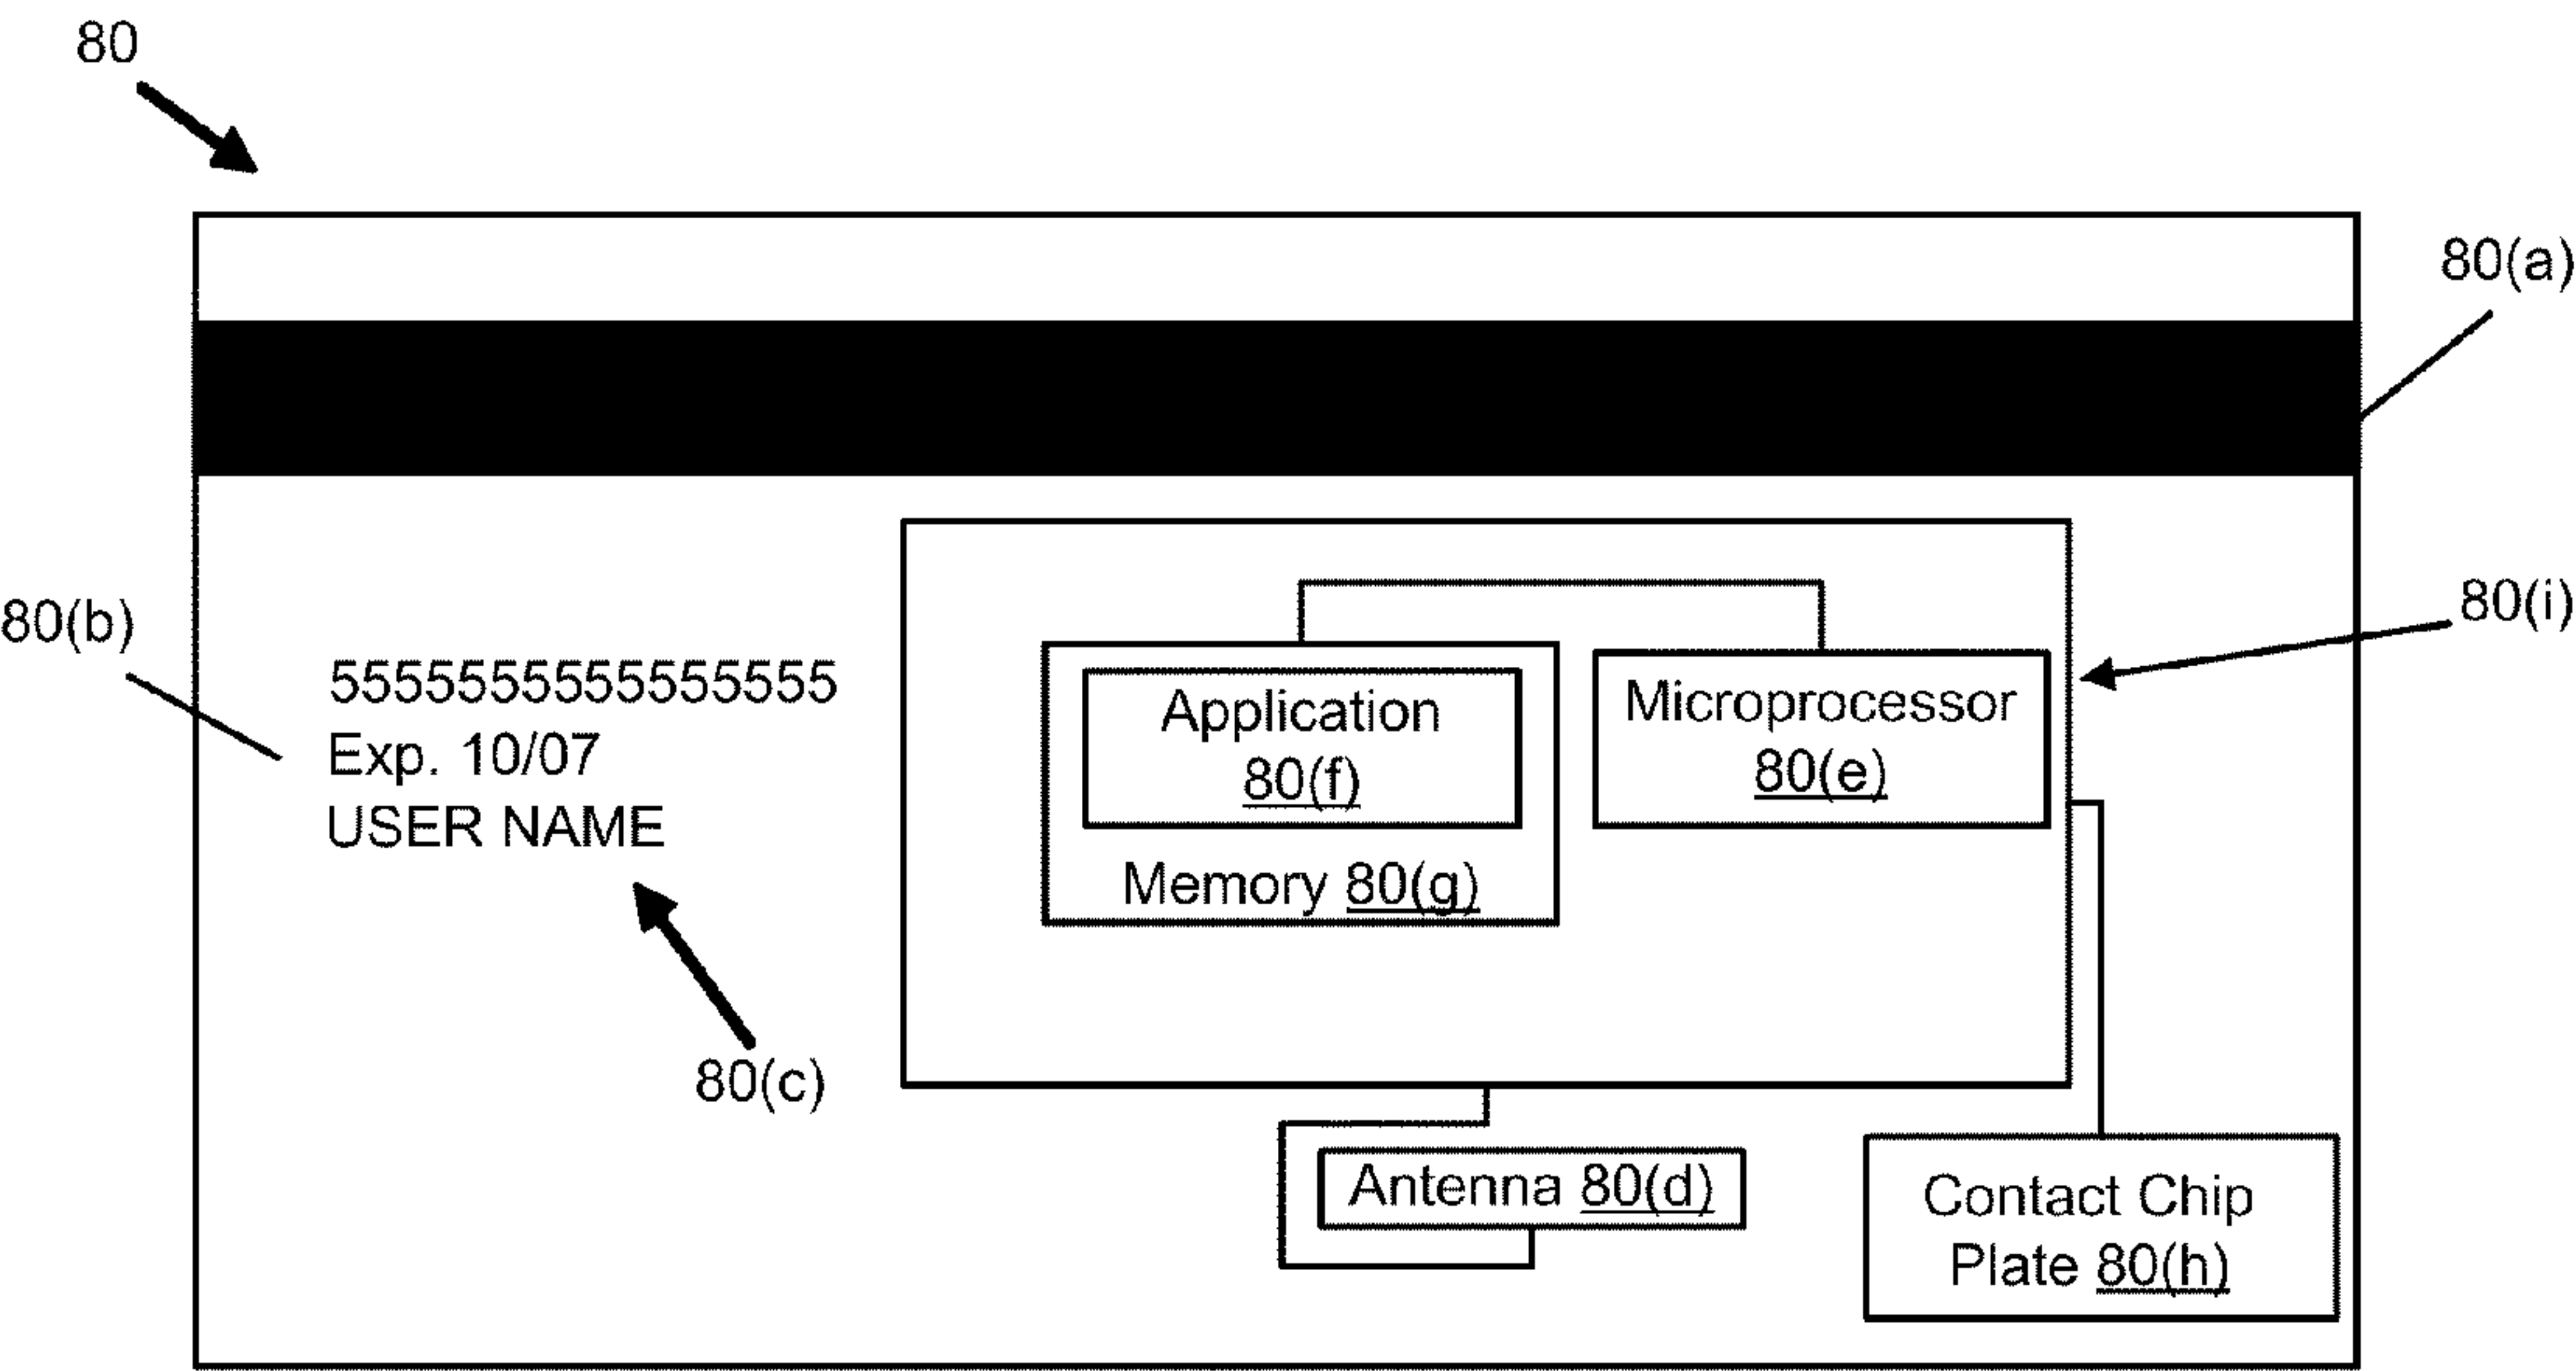 80
80(a)
80(b)
80(i)
5555555555555555
Exp. 10/07
USER NAME
80(c)
Application
80(f)
Memory 80(g)
Microprocessor
80(e)
Antenna 80(d)
Contact Chip
Plate 80(h)